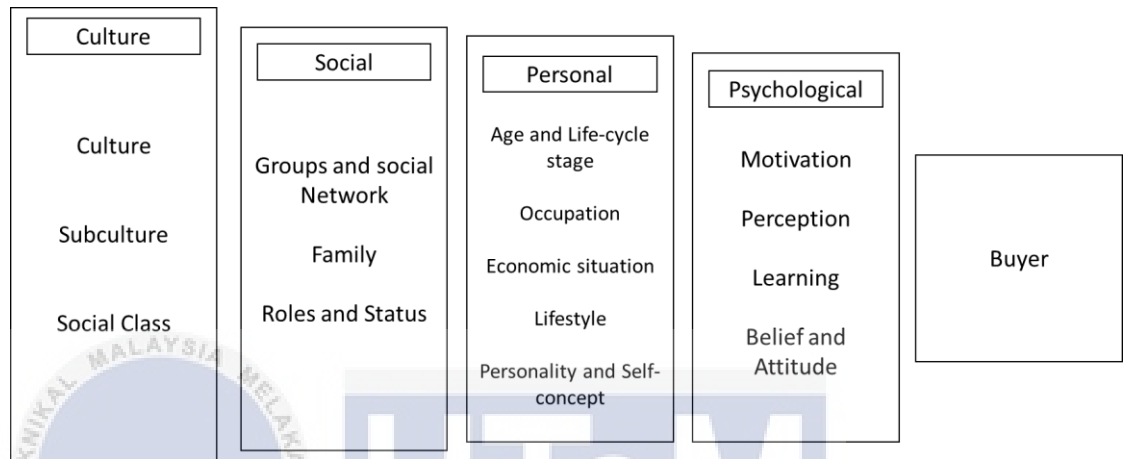 Culture
Culture
Subculture
Social Class
Social
Groups and social
Network
Family
Roles and Status
Personal
Age and Life-cycle
stage
Occupation
Economic situation
Lifestyle
Personality and Self-
concept
Psychological
Motivation
Perception
Learning
Belief and
Attitude
Buyer
MALAYSIA